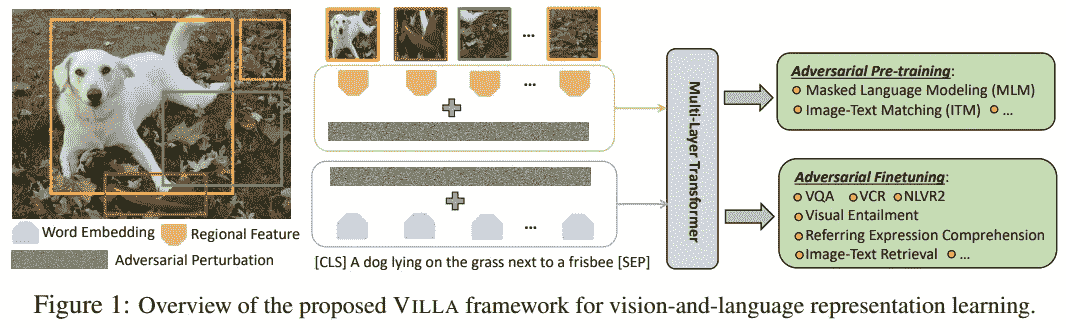 Word Embedding
Regional Feature
Adversarial Perturbation
...
...
[CLS] A dog lying on the grass next to a frisbee [SEP]
Multi-Layer Transformer
Adversarial Pre-training:
Masked Language Modeling (MLM)
Image-Text Matching (ITM) ...
Adversarial Finetuning:
VQA VCR NLVR2
Visual Entailment
Referring Expression Comprehension
Image-Text Retrieval ...
Figure 1: Overview of the proposed VILLA framework for vision-and-language representation learning.